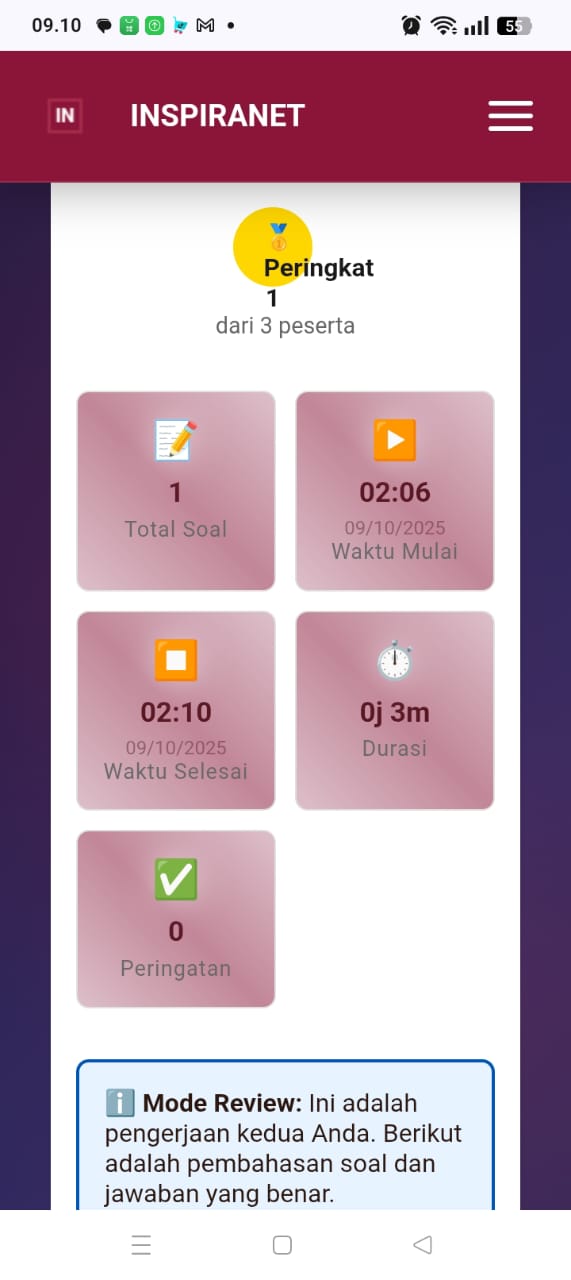 09.10
55
IN INSPIRANET
Peringkat
1
dari 3 peserta
1
Total Soal
02:06
09/10/2025
Waktu Mulai
02:10
09/10/2025
Waktu Selesai
0j 3m
Durasi
0
Peringatan
Mode Review: Ini adalah
pengerjaan kedua Anda. Berikut
adalah pembahasan soal dan
jawaban yang benar.